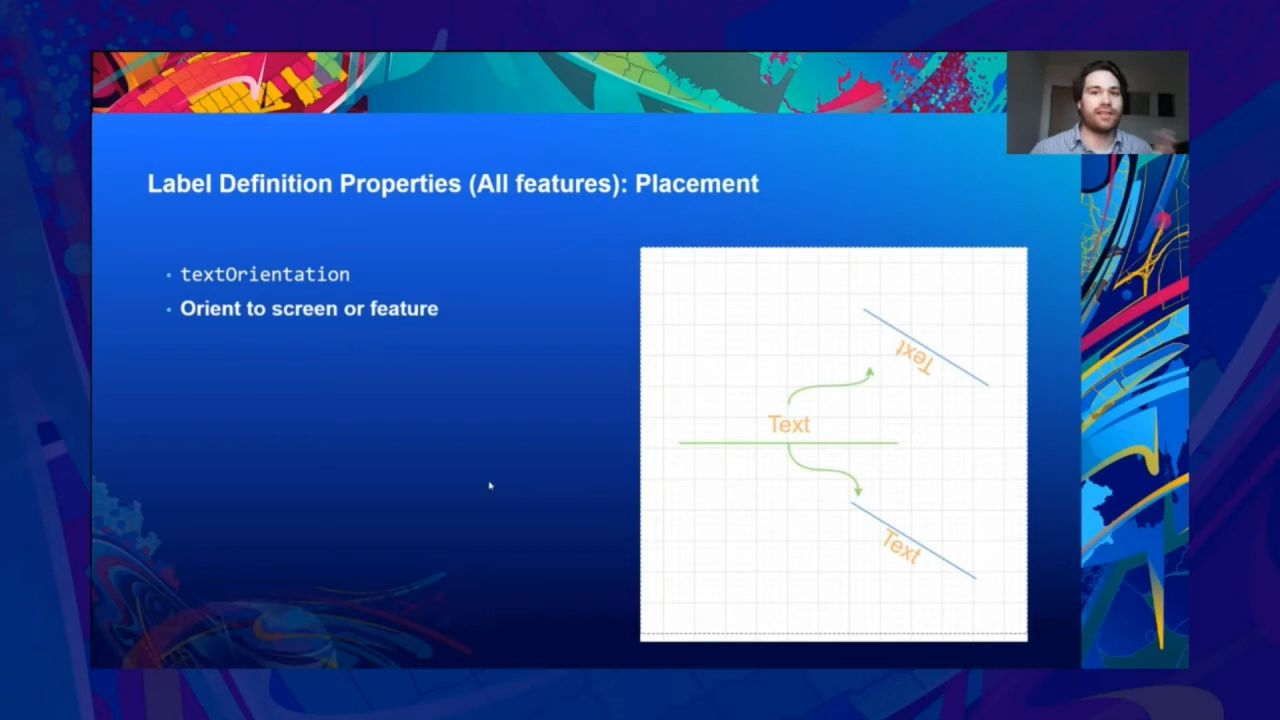 Label Definition Properties (All features): Placement
• textOrientation
• Orient to screen or feature
Text
Text
Text